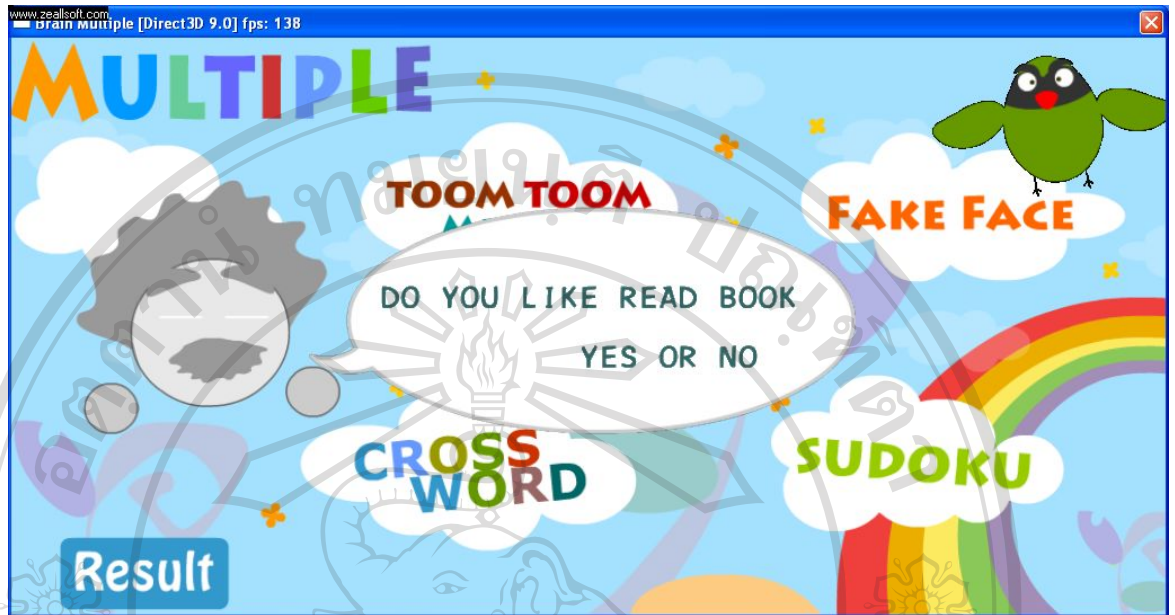 www.zeallsoft.com
Brain Multiple [Direct3D 9.0] fps: 138
MULTIPLE
TOOM TOOM
FAKE FACE
DO YOU LIKE READ BOOK
YES OR NO
CROSS
WORD
SUDOKU
Result